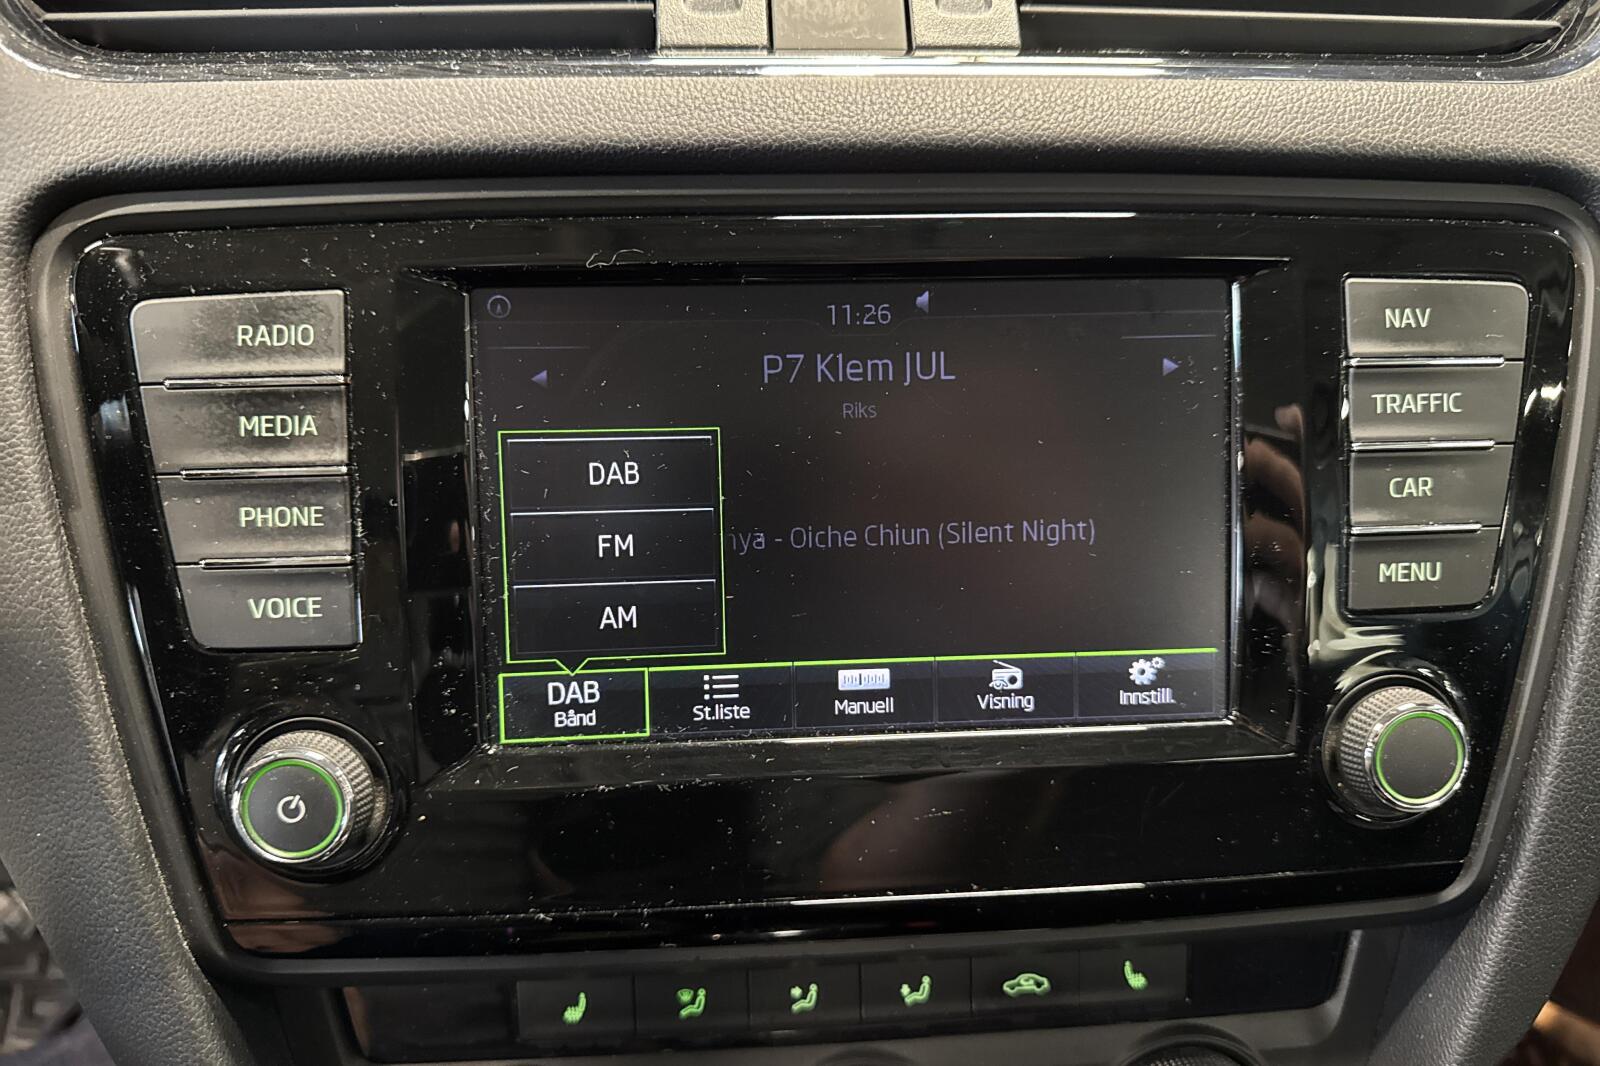 RADIO
MEDIA
PHONE
VOICE
11:26
P7 Klem JUL
Riks
DAB
FM
AM
nya - Oiche Chiun (Silent Night)
DAB
Bånd
St.liste
Manuell
Visning
Innstill.
NAV
TRAFFIC
CAR
MENU